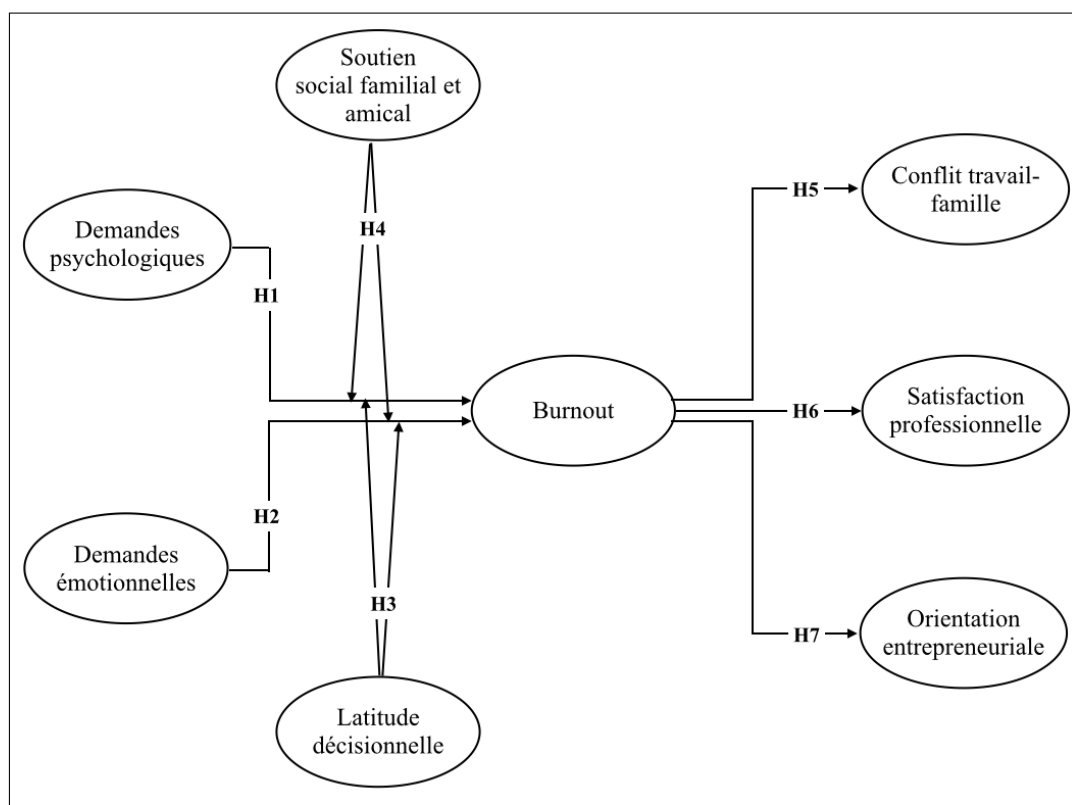 Soutien
social familial et
amical
Demandes
psychologiques
H1
H4
H2
Demandes
émotionnelles
H3
Latitude
décisionnelle
Burnout
H5
Conflit travail-
famille
H6
Satisfaction
professionnelle
H7
Orientation
entrepreneuriale